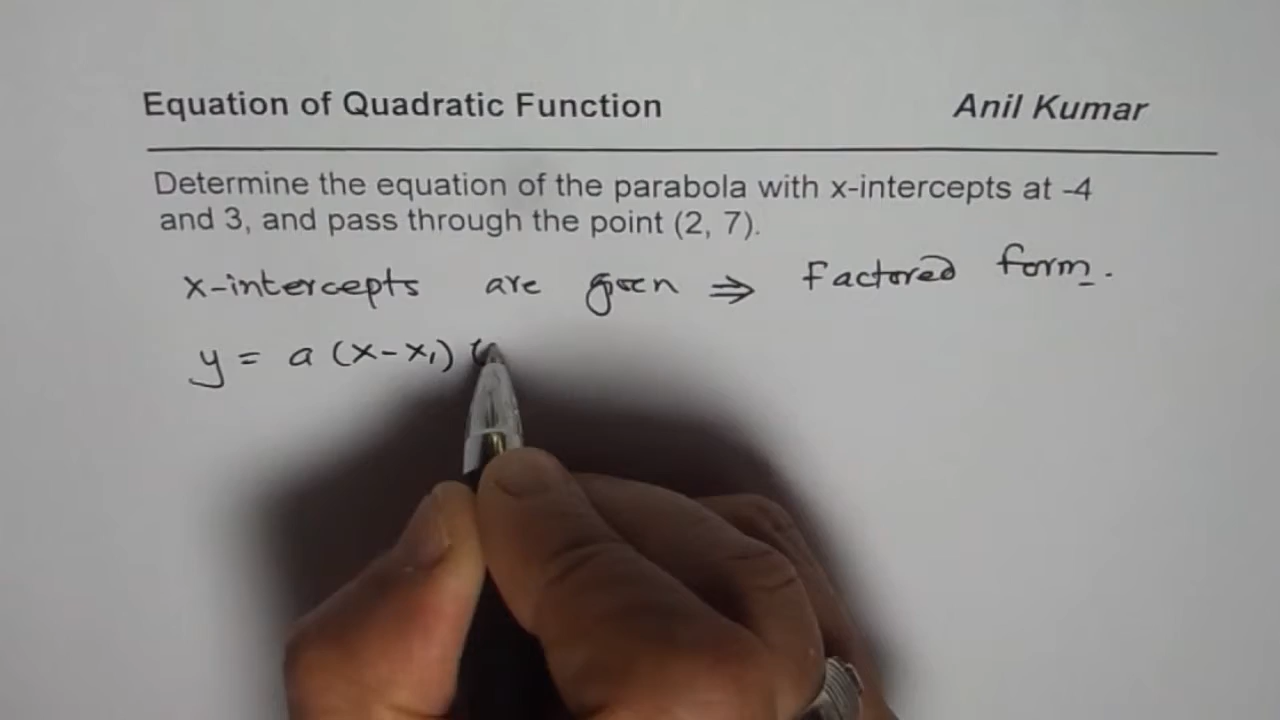 Equation of Quadratic Function Anil Kumar
Determine the equation of the parabola with x-intercepts at -4
and 3, and pass through the point (2, 7).
x-intercepts are given ⇒ Factored form.
y = a (x-x₁) (